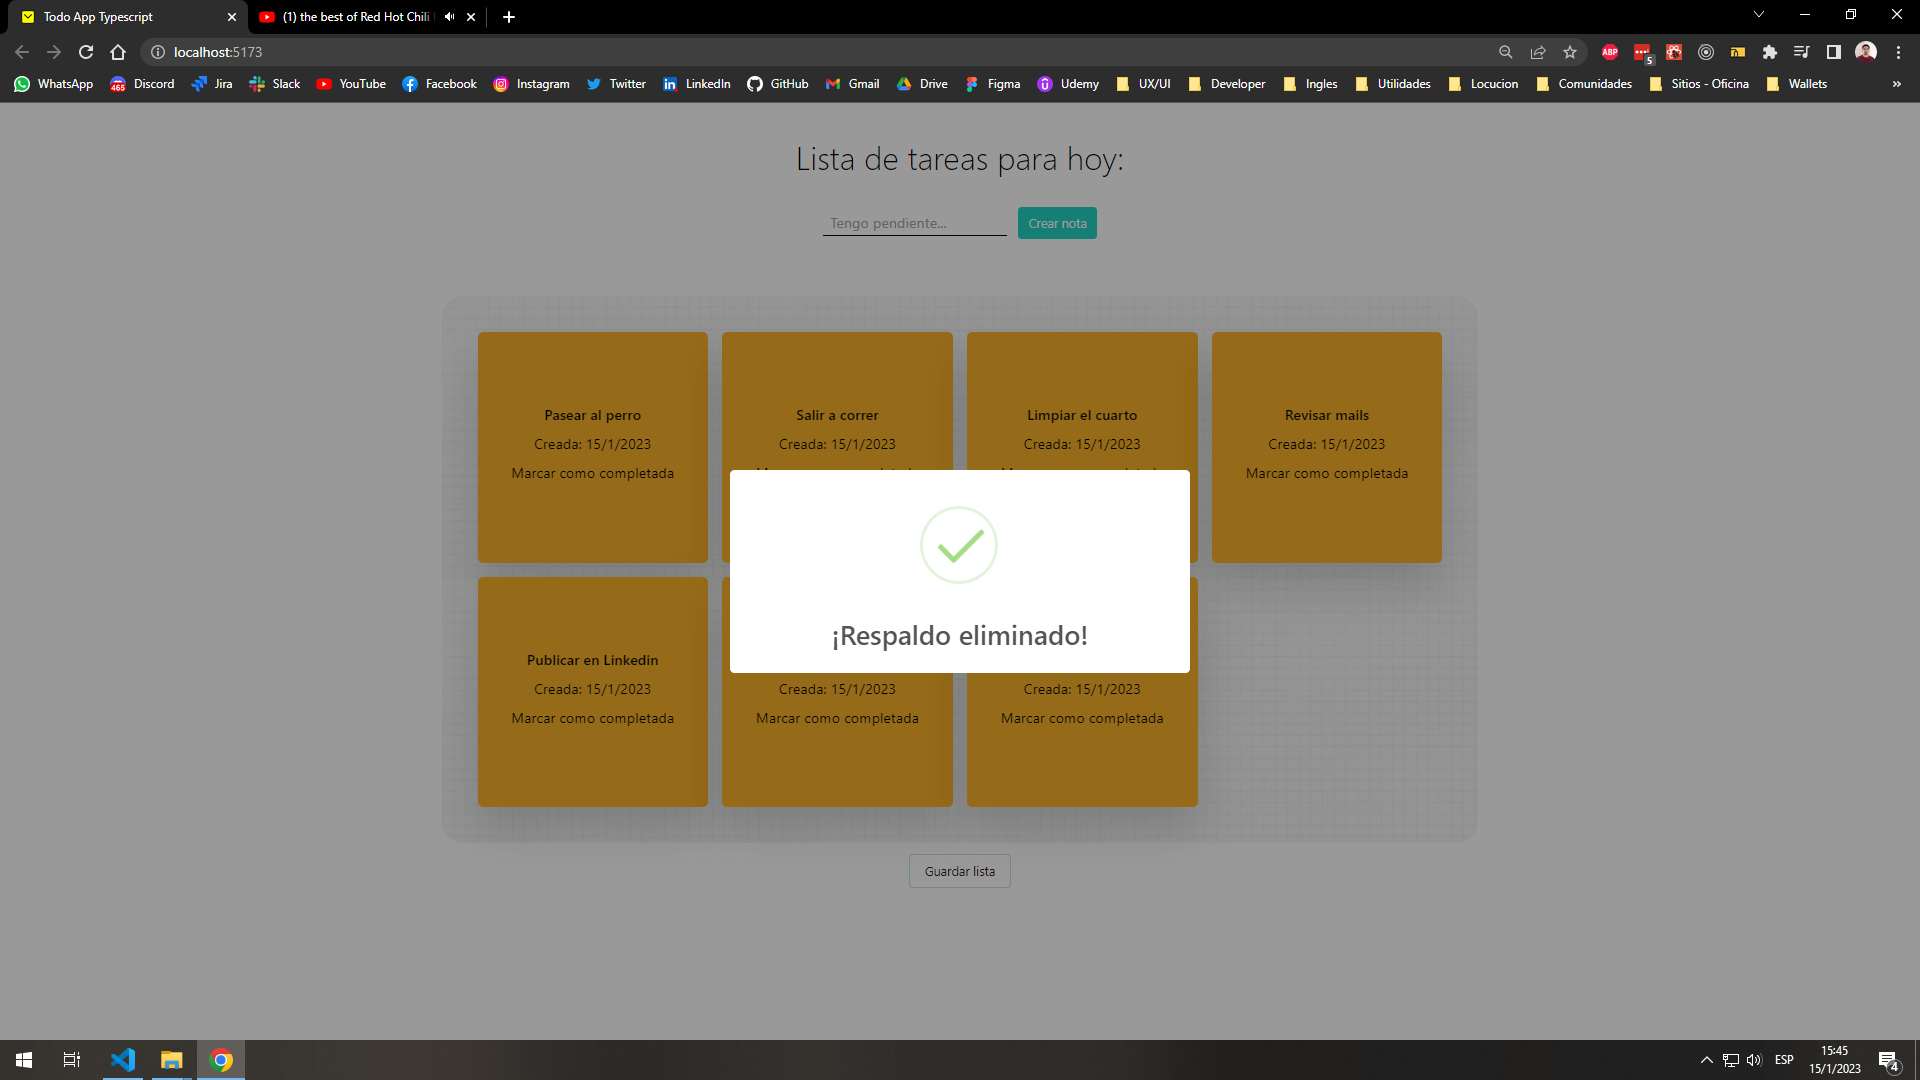 Todo App Typescript
(1) the best of Red Hot Chili
localhost:5173
ABP
5
WhatsApp
465
Discord
Jira
Slack
YouTube
Facebook
Instagram
Twitter
LinkedIn
GitHub
Gmail
Drive
Figma
Udemy
UX/UI
Developer
Ingles
Utilidades
Locucion
Comunidades
Sitios - Oficina
Wallets
Lista de tareas para hoy:
Tengo pendiente...
Crear nota
Pasear al perro
Creada: 15/1/2023
Marcar como completada
Salir a correr
Creada: 15/1/2023
Limpiar el cuarto
Creada: 15/1/2023
Revisar mails
Creada: 15/1/2023
Marcar como completada
¡Respaldo eliminado!
Publicar en Linkedin
Creada: 15/1/2023
Marcar como completada
Creada: 15/1/2023
Marcar como completada
Creada: 15/1/2023
Marcar como completada
Guardar lista
ESP
15:45
15/1/2023
4